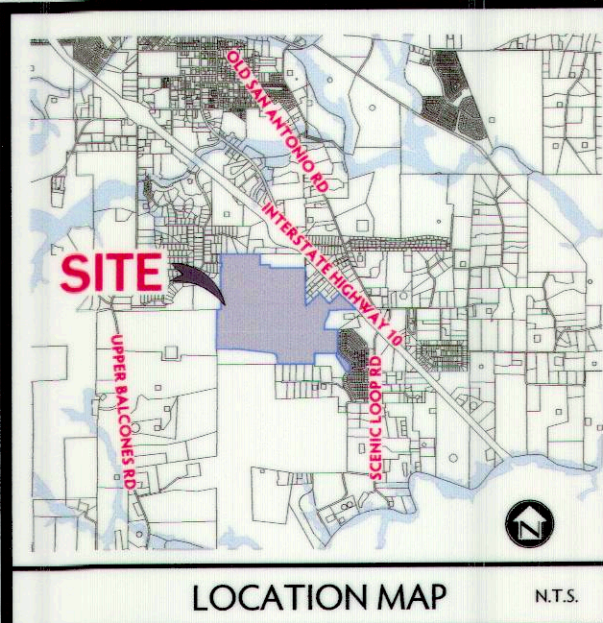 OLD SAN ANTONIO RD
INTERSTATE HIGHWAY 10
SITE
UPPER BALCONES RD
SCENIC LOOP RD
N
LOCATION MAP
N.T.S.